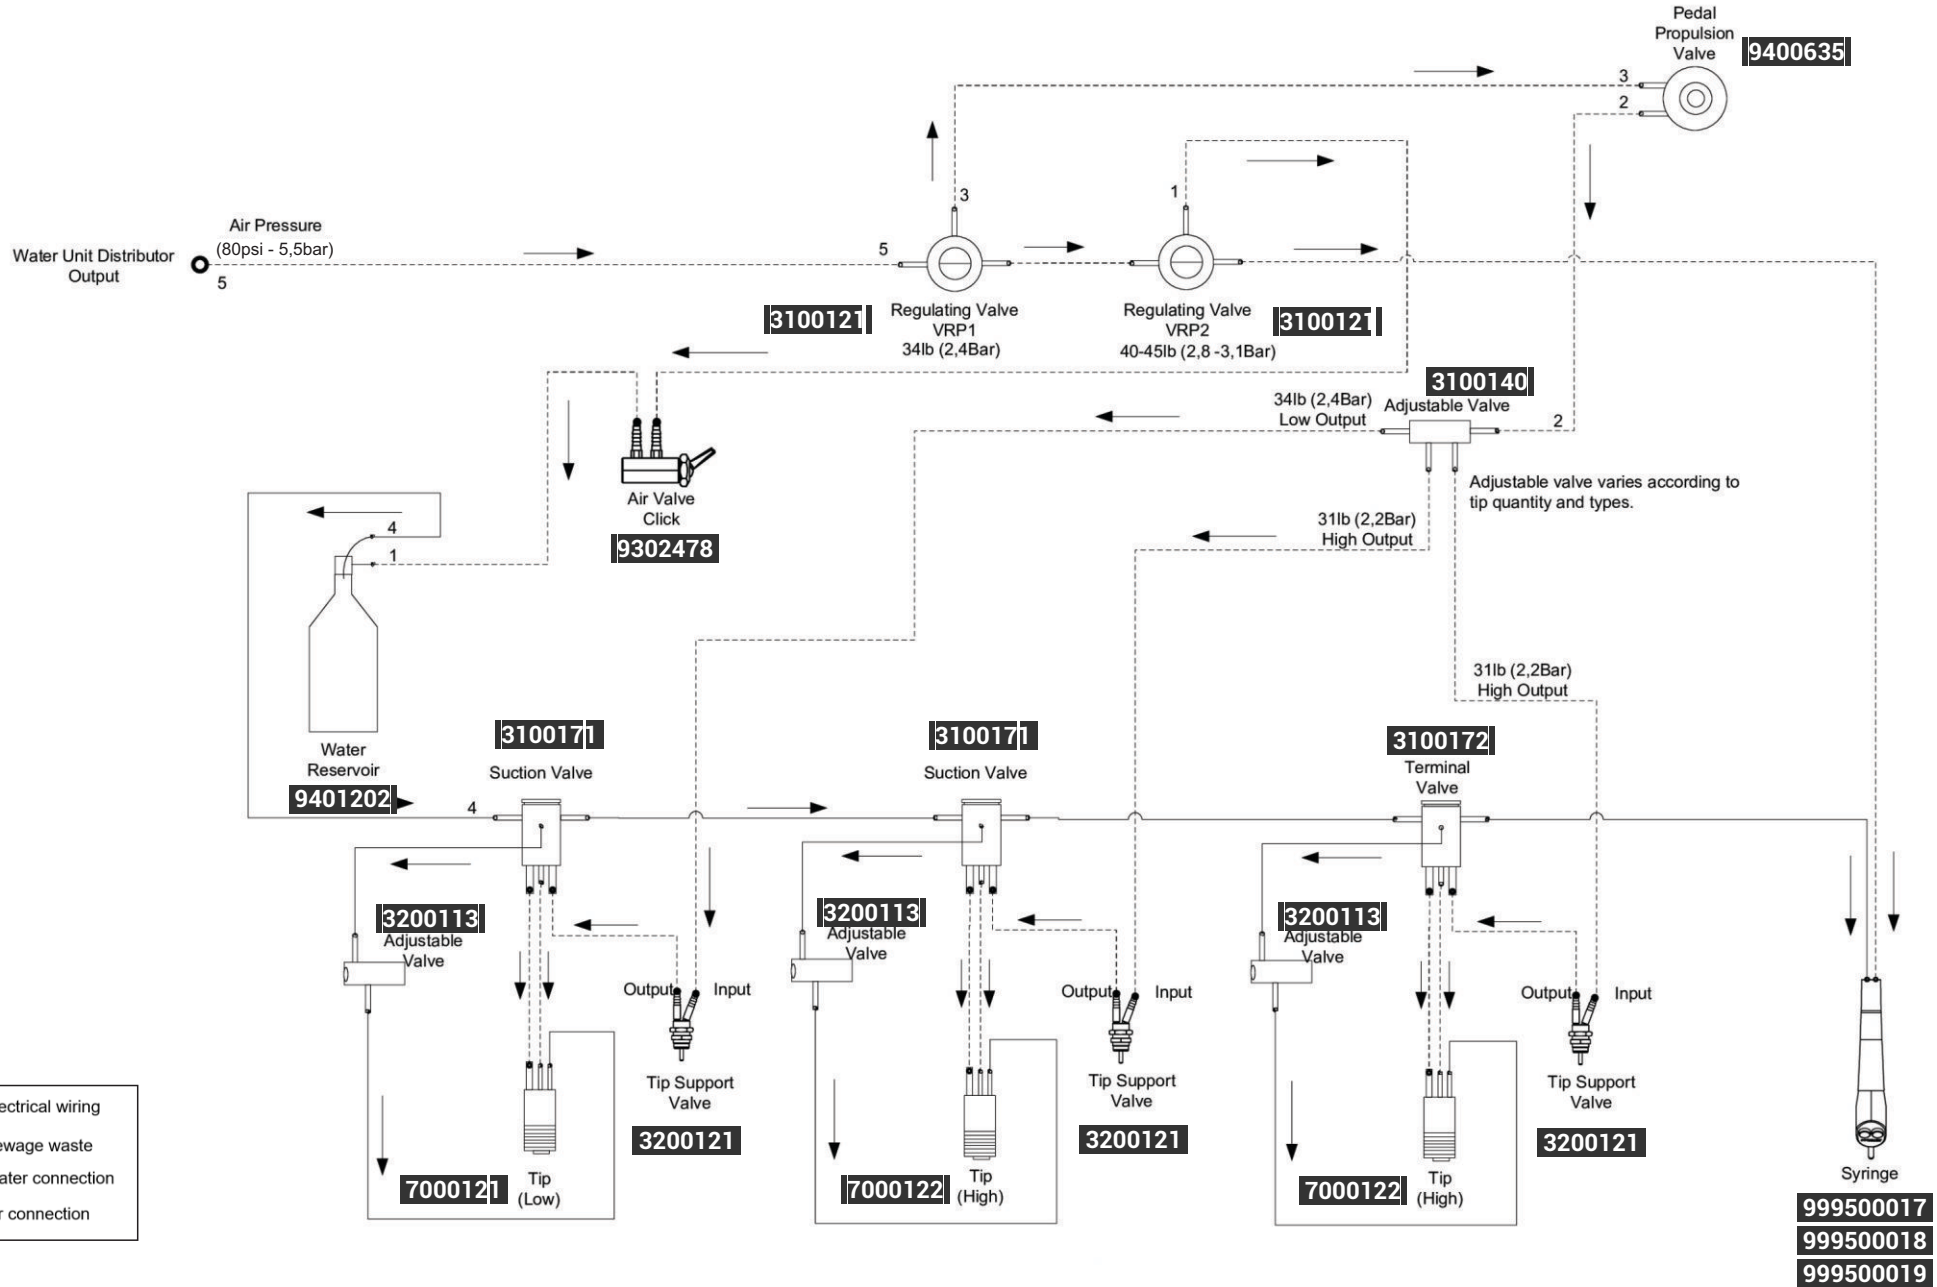 Pedal
Propulsion
Valve
9400635
3
2
3
1
Air Pressure
(80psi - 5,5bar)
Water Unit Distributor
Output
5
5
3100121
Regulating Valve
VRP1
34lb (2,4Bar)
Regulating Valve
VRP2
40-45lb (2,8 -3,1Bar)
3100121
3100140
34lb (2,4Bar)
Low Output
Adjustable Valve
2
Adjustable valve varies according to
tip quantity and types.
Air Valve
Click
9302478
31lb (2,2Bar)
High Output
4
1
31lb (2,2Bar)
High Output
Water
Reservoir
9401202
3100171
Suction Valve
3100171
Suction Valve
3100172
Terminal
Valve
4
3200113
Adjustable
Valve
3200113
Adjustable
Valve
3200113
Adjustable
Valve
Output
Input
Output
Input
Output
Input
Tip Support
Valve
3200121
Tip Support
Valve
3200121
Tip Support
Valve
3200121
7000121
Tip
(Low)
7000122
Tip
(High)
7000122
Tip
(High)
Syringe
999500017
999500018
999500019
ectrical wiring
ewage waste
ater connection
r connection